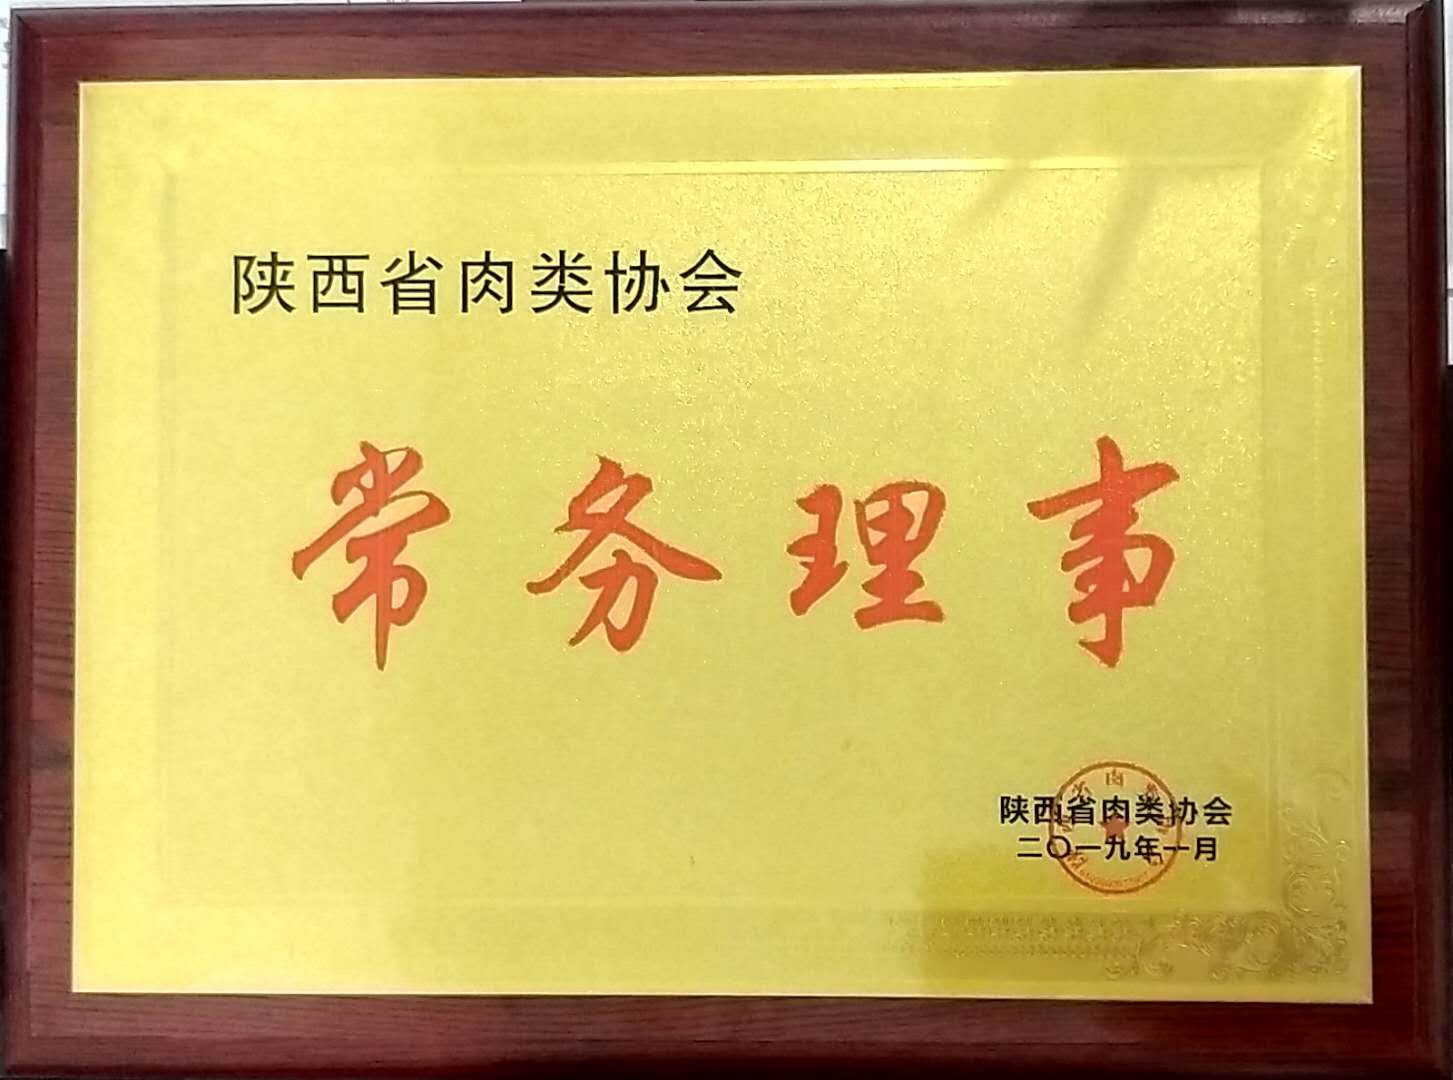 陕西省肉类协会
常务理事
陕西省肉类协会
二〇一九年一月